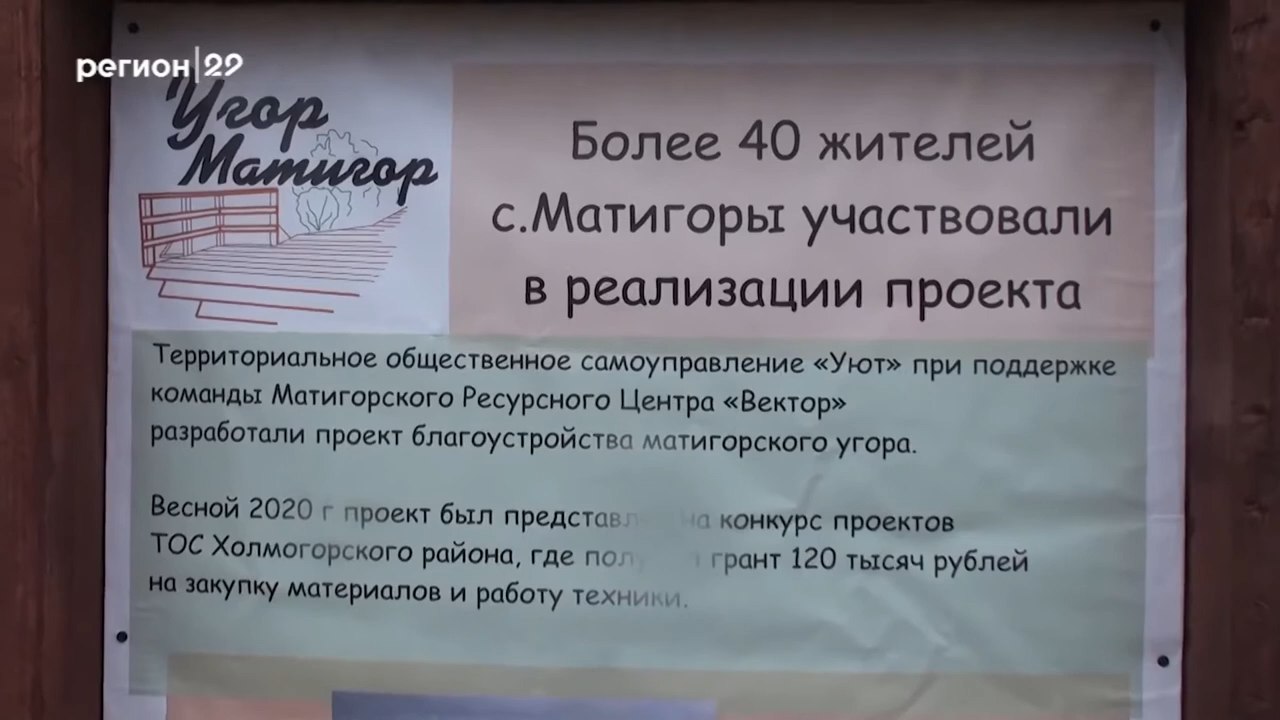 регион|29
Угор
Матигор
Более 40 жителей
с.Матигоры участвовали
в реализации проекта
Территориальное общественное самоуправление «Уют» при поддержке
команды Матигорского Ресурсного Центра «Вектор»
разработали проект благоустройства матигорского угора.
Весной 2020 г проект был на конкурс проектов
ТОС Холмогорского района, где грант 120 тысяч рублей
на закупку материалов и работу техники.